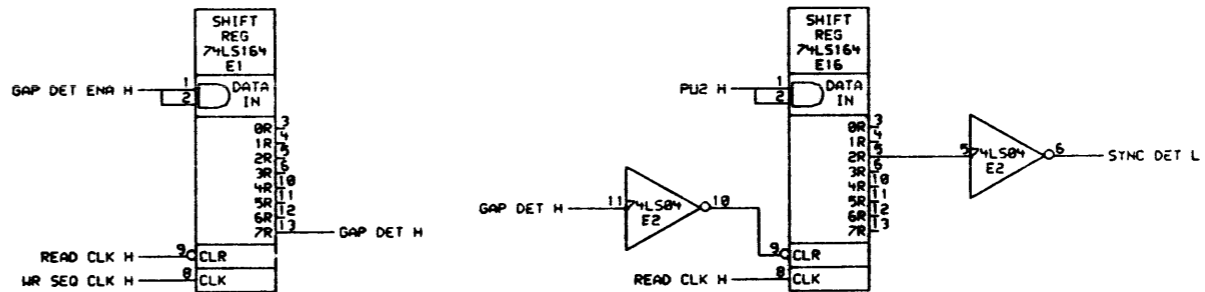 SHIFT
REG
74LS164
E1
GAP DET ENA H
1
2
DATA
IN
0R 3
1R 4
2R 5
3R 6
4R 10
5R 11
6R 12
7R 13
GAP DET H
READ CLK H
9
CLR
WR SEQ CLK H
8
CLK
SHIFT
REG
74LS164
E16
PU2 H
1
2
DATA
IN
0R 3
1R 4
2R 5
3R 6
4R 10
5R 11
6R 12
7R 13
5
74LS04
E2
6
SYNC DET L
GAP DET H
11
74LS04
E2
10
9
CLR
READ CLK H
8
CLK